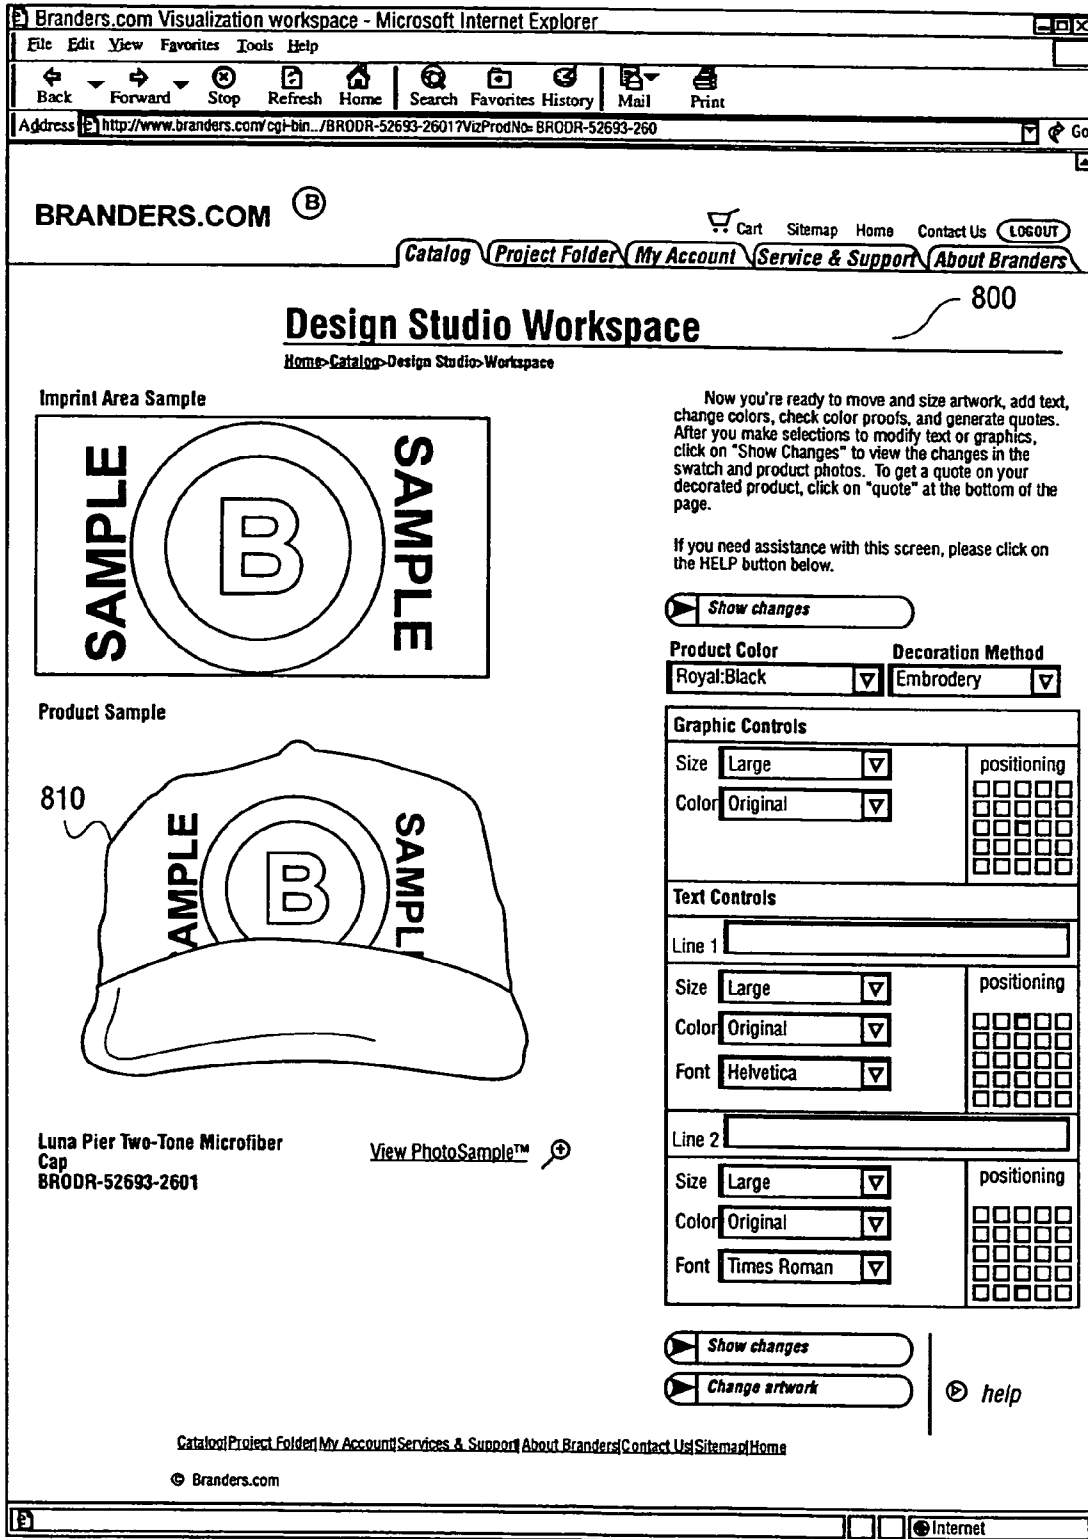 Branders.com Visualization workspace - Microsoft Internet Explorer
File Edit View Favorites Tools Help
Back Forward Stop Refresh Home Search Favorites History Mail Print
Address http://www.branders.com/cgi-bin../BRODR-52693-2601?VizProdNo=BRODR-52693-260 Go
BRANDERS.COM B
Cart Sitemap Home Contact Us LOGOUT
Catalog Project Folder My Account Service & Support About Branders
800
Design Studio Workspace
Home>Catalog>Design Studio>Workspace
Imprint Area Sample
SAMPLE B SAMPLE
Product Sample
810
SAMPLE B SAMPL
Luna Pier Two-Tone Microfiber
Cap
BRODR-52693-2601
View PhotoSample™
Now you're ready to move and size artwork, add text,
change colors, check color proofs, and generate quotes.
After you make selections to modify text or graphics,
click on "Show Changes" to view the changes in the
swatch and product photos. To get a quote on your
decorated product, click on "quote" at the bottom of the
page.
If you need assistance with this screen, please click on
the HELP button below.
Show changes
Product Color Decoration Method
Royal:Black Embrodery
Graphic Controls
Size Large positioning
Color Original
Text Controls
Line 1
Size Large positioning
Color Original
Font Helvetica
Line 2
Size Large positioning
Color Original
Font Times Roman
Show changes
Change artwork
help
Catalog|Project Folder|My Account|Services & Support|About Branders|Contact Us|Sitemap|Home
© Branders.com
Internet